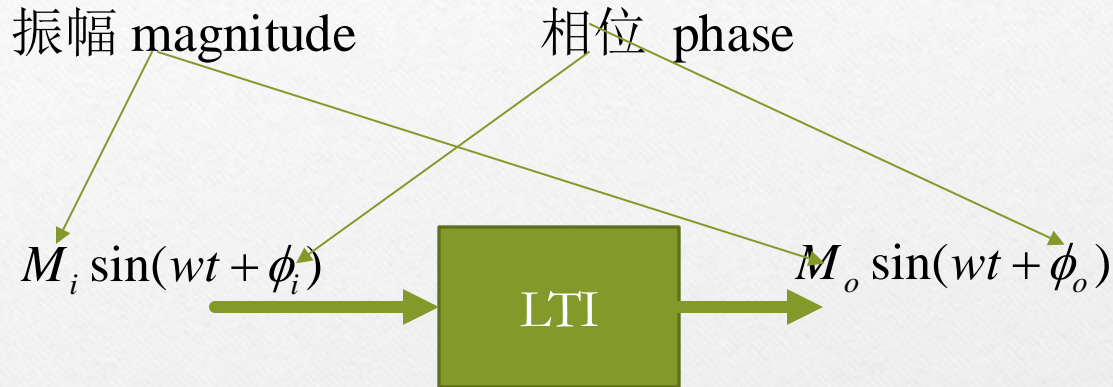 振幅 magnitude 相位 phase
M_i sin(wt + ϕ_i) M_o sin(wt + ϕ_o)
LTI